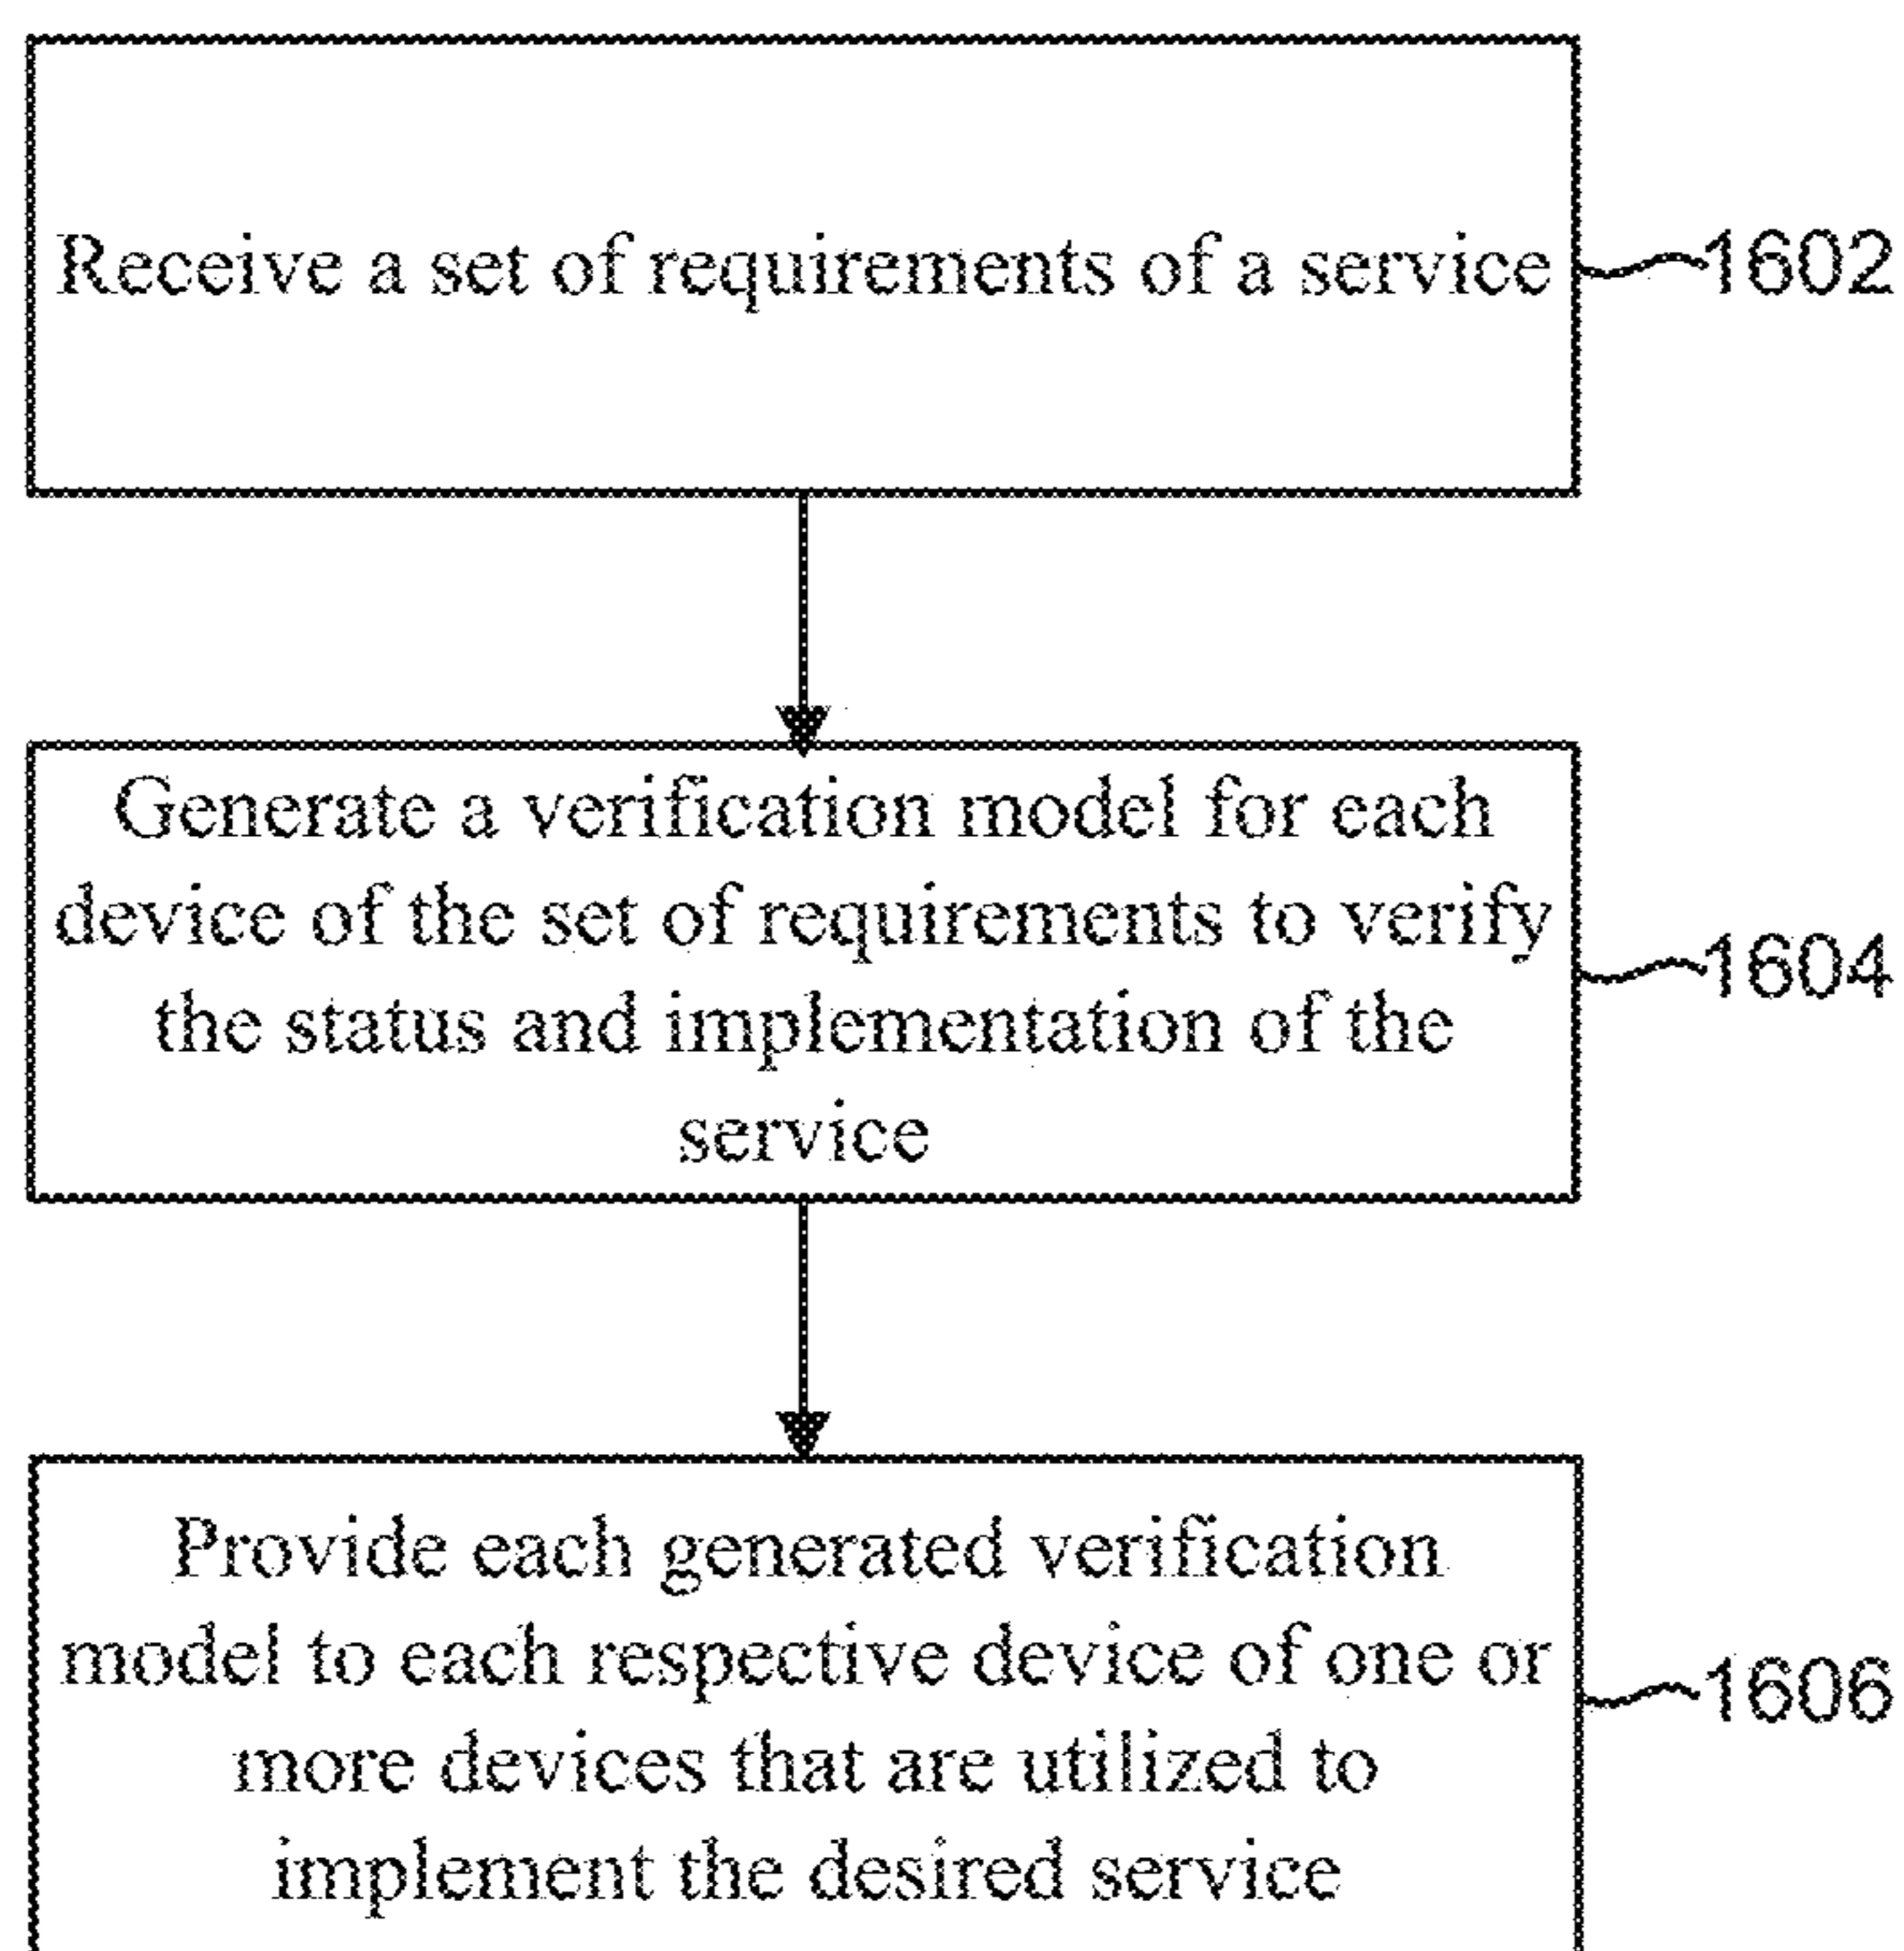 Receive a set of requirements of a service
1602
Generate a verification model for each
device of the set of requirements to verify
the status and implementation of the
service
1604
Provide each generated verification
model to each respective device of one or
more devices that are utilized to
implement the desired service
1606